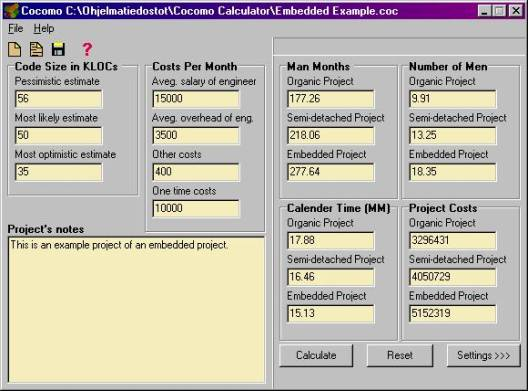 Cocomo C:\Ohjelmatiedostot\Cocomo Calculator\Embedded Example.coc
File Help
?
Code Size in KLOCs
Pessimistic estimate
56
Most likely estimate
50
Most optimistic estimate
35
Costs Per Month
Aveg. salary of engineer
15000
Aveg. overhead of eng.
3500
Other costs
400
One time costs
10000
Project's notes
This is an example project of an embedded project.
Man Months
Organic Project
177.26
Semi-detached Project
218.06
Embedded Project
277.64
Number of Men
Organic Project
9.91
Semi-detached Project
13.25
Embedded Project
18.35
Calender Time (MM)
Organic Project
17.88
Semi-detached Project
16.46
Embedded Project
15.13
Project Costs
Organic Project
3296431
Semi-detached Project
4050729
Embedded Project
5152319
Calculate Reset Settings >>>